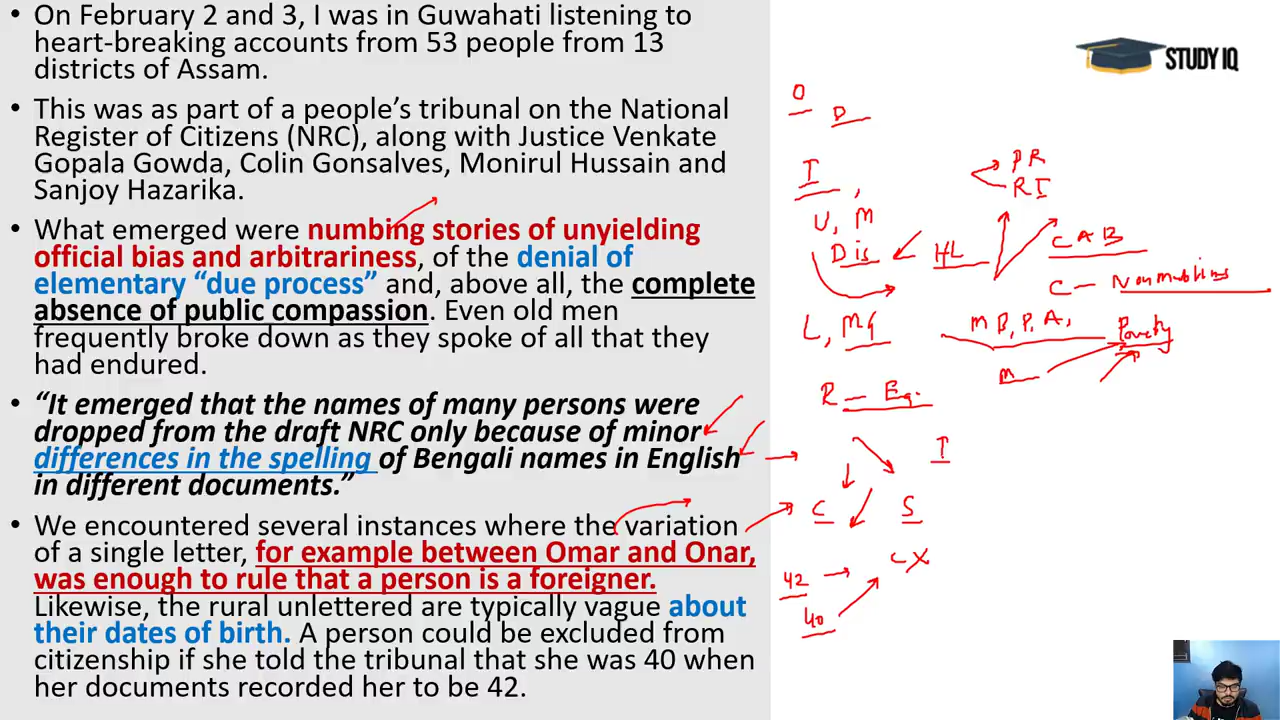 • On February 2 and 3, I was in Guwahati listening to
heart-breaking accounts from 53 people from 13
districts of Assam.
• This was as part of a people's tribunal on the National
Register of Citizens (NRC), along with Justice Venkate
Gopala Gowda, Colin Gonsalves, Monirul Hussain and
Sanjoy Hazarika.
• What emerged were numbing stories of unyielding
official bias and arbitrariness, of the denial of
elementary “due process” and, above all, the complete
absence of public compassion. Even old men
frequently broke down as they spoke of all that they
had endured.
• “It emerged that the names of many persons were
dropped from the draft NRC only because of minor
differences in the spelling of Bengali names in English
in different documents.”
• We encountered several instances where the variation
of a single letter, for example between Omar and Onar,
was enough to rule that a person is a foreigner.
Likewise, the rural unlettered are typically vague about
their dates of birth. A person could be excluded from
citizenship if she told the tribunal that she was 40 when
her documents recorded her to be 42.
STUDY IQ
O
D
I,
PR
RI
U, M
Dis
HL
CAB
C –
L, Mg
MB, P, A,
Poverty
m
R – Eq.
I
C
S
CX
42
40